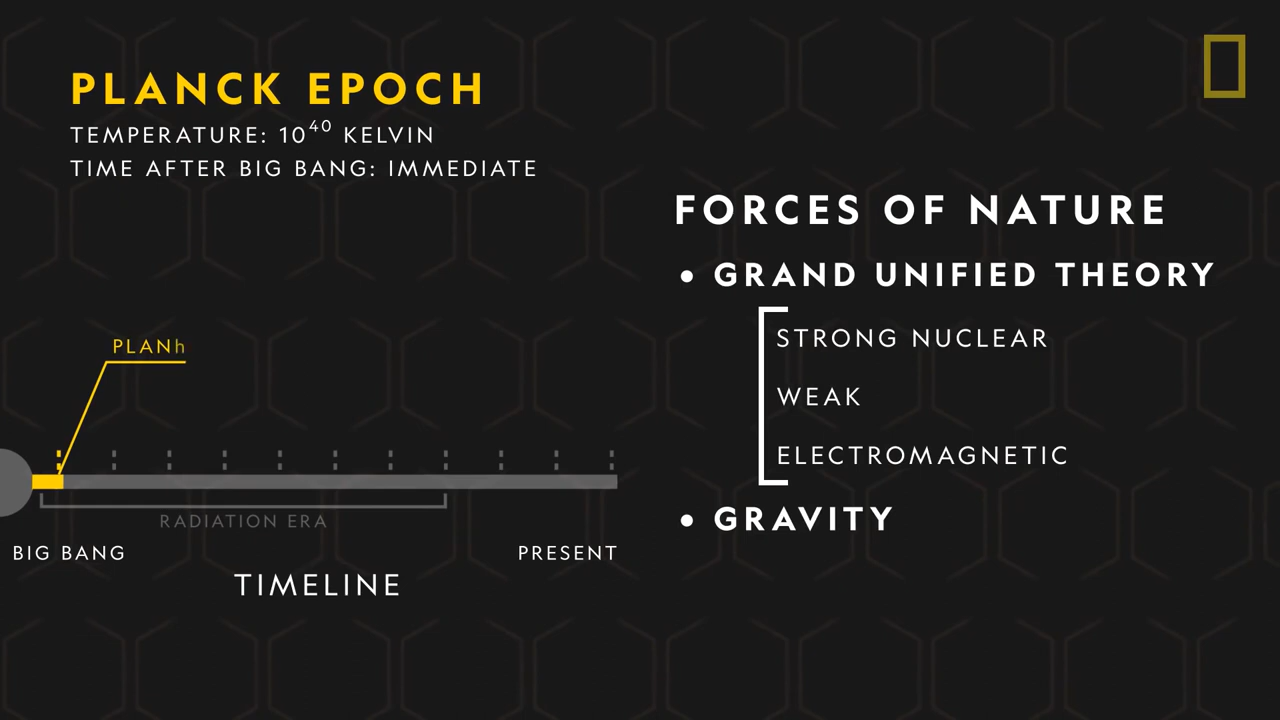 PLANCK EPOCH
TEMPERATURE: 10⁴⁰ KELVIN
TIME AFTER BIG BANG: IMMEDIATE
FORCES OF NATURE
• GRAND UNIFIED THEORY
STRONG NUCLEAR
WEAK
ELECTROMAGNETIC
• GRAVITY
PLANh
RADIATION ERA
BIG BANG
PRESENT
TIMELINE